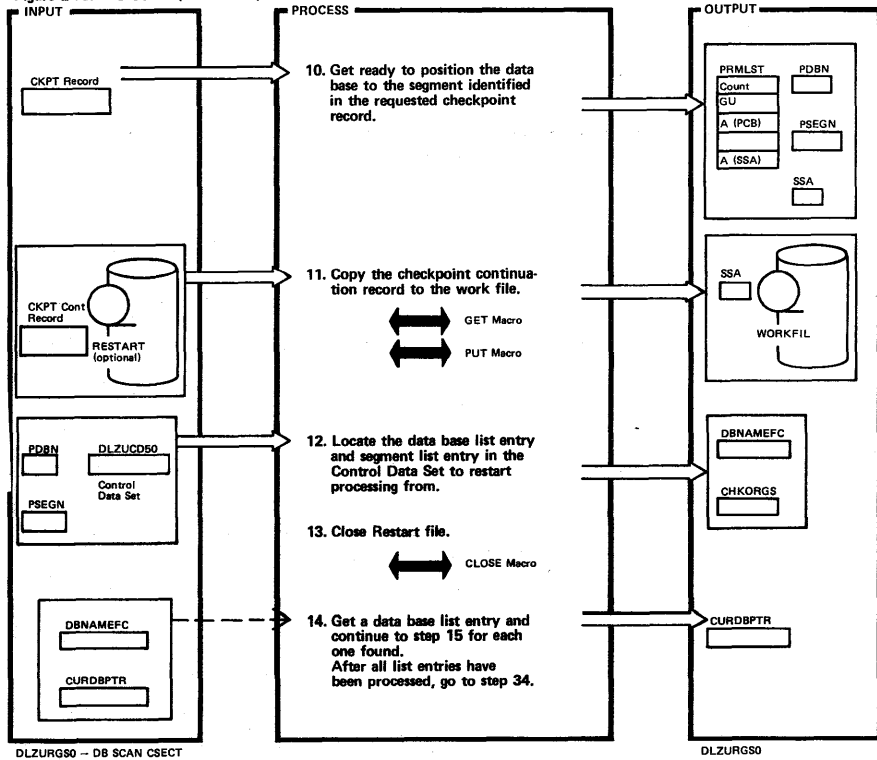 INPUT
PROCESS
OUTPUT
CKPT Record
10. Get ready to position the data
base to the segment identified
in the requested checkpoint
record.
PRMLST
PDBN
Count
GU
A (PCB)
PSEGN
A (SSA)
SSA
CKPT Cont
Record
RESTART
(optional)
11. Copy the checkpoint continua-
tion record to the work file.
GET Macro
PUT Macro
SSA
WORKFIL
PDBN
DLZUCD50
Control
Data Set
PSEGN
12. Locate the data base list entry
and segment list entry in the
Control Data Set to restart
processing from.
DBNAMEFC
CHKORGS
13. Close Restart file.
CLOSE Macro
DBNAMEFC
CURDBPTR
14. Get a data base list entry and
continue to step 15 for each
one found.
After all list entries have
been processed, go to step 34.
CURDBPTR
DLZURGS0 – DB SCAN CSECT
DLZURGS0